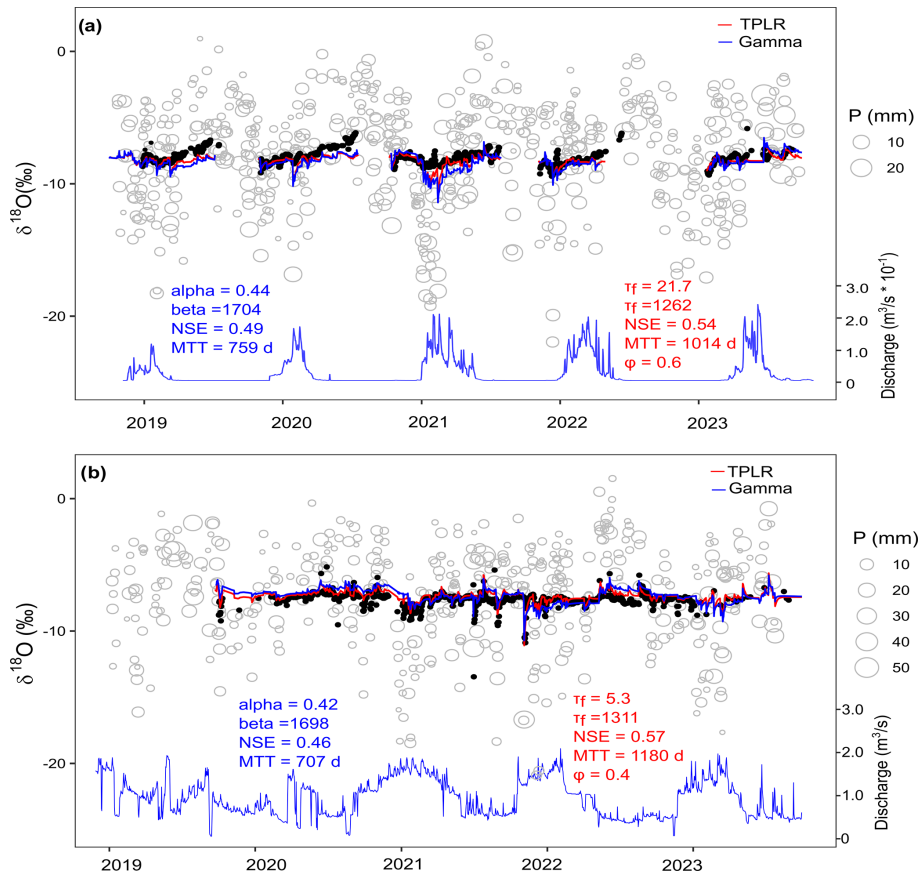 (a)
TPLR
Gamma
0
-10
-20
δ ¹⁸O(‰)
P (mm)
10
20
alpha = 0.44
beta =1704
NSE = 0.49
MTT = 759 d
τf = 21.7
τf =1262
NSE = 0.54
MTT = 1014 d
φ = 0.6
3.0
2.0
1.0
0
Discharge (m³/s * 10⁻¹)
2019 2020 2021 2022 2023
(b)
TPLR
Gamma
0
-10
-20
δ ¹⁸O (‰)
P (mm)
10
20
30
40
50
alpha = 0.42
beta =1698
NSE = 0.46
MTT = 707 d
τf = 5.3
τf =1311
NSE = 0.57
MTT = 1180 d
φ = 0.4
3.0
2.0
1.0
0
Discharge (m³/s)
2019 2020 2021 2022 2023